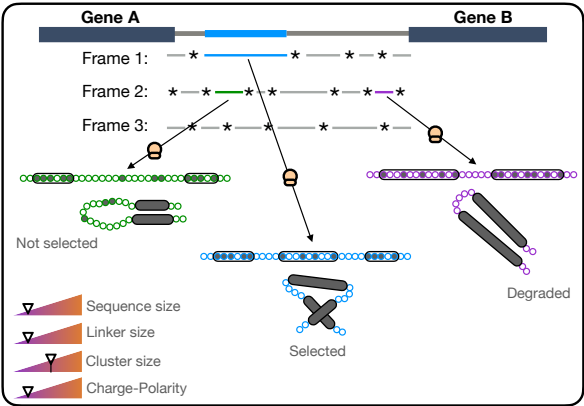 Gene A
Gene B
Frame 1: * * * *
Frame 2: * * * * * * *
Frame 3: * * * * *
Not selected
Degraded
Selected
Sequence size
Linker size
Cluster size
Charge-Polarity